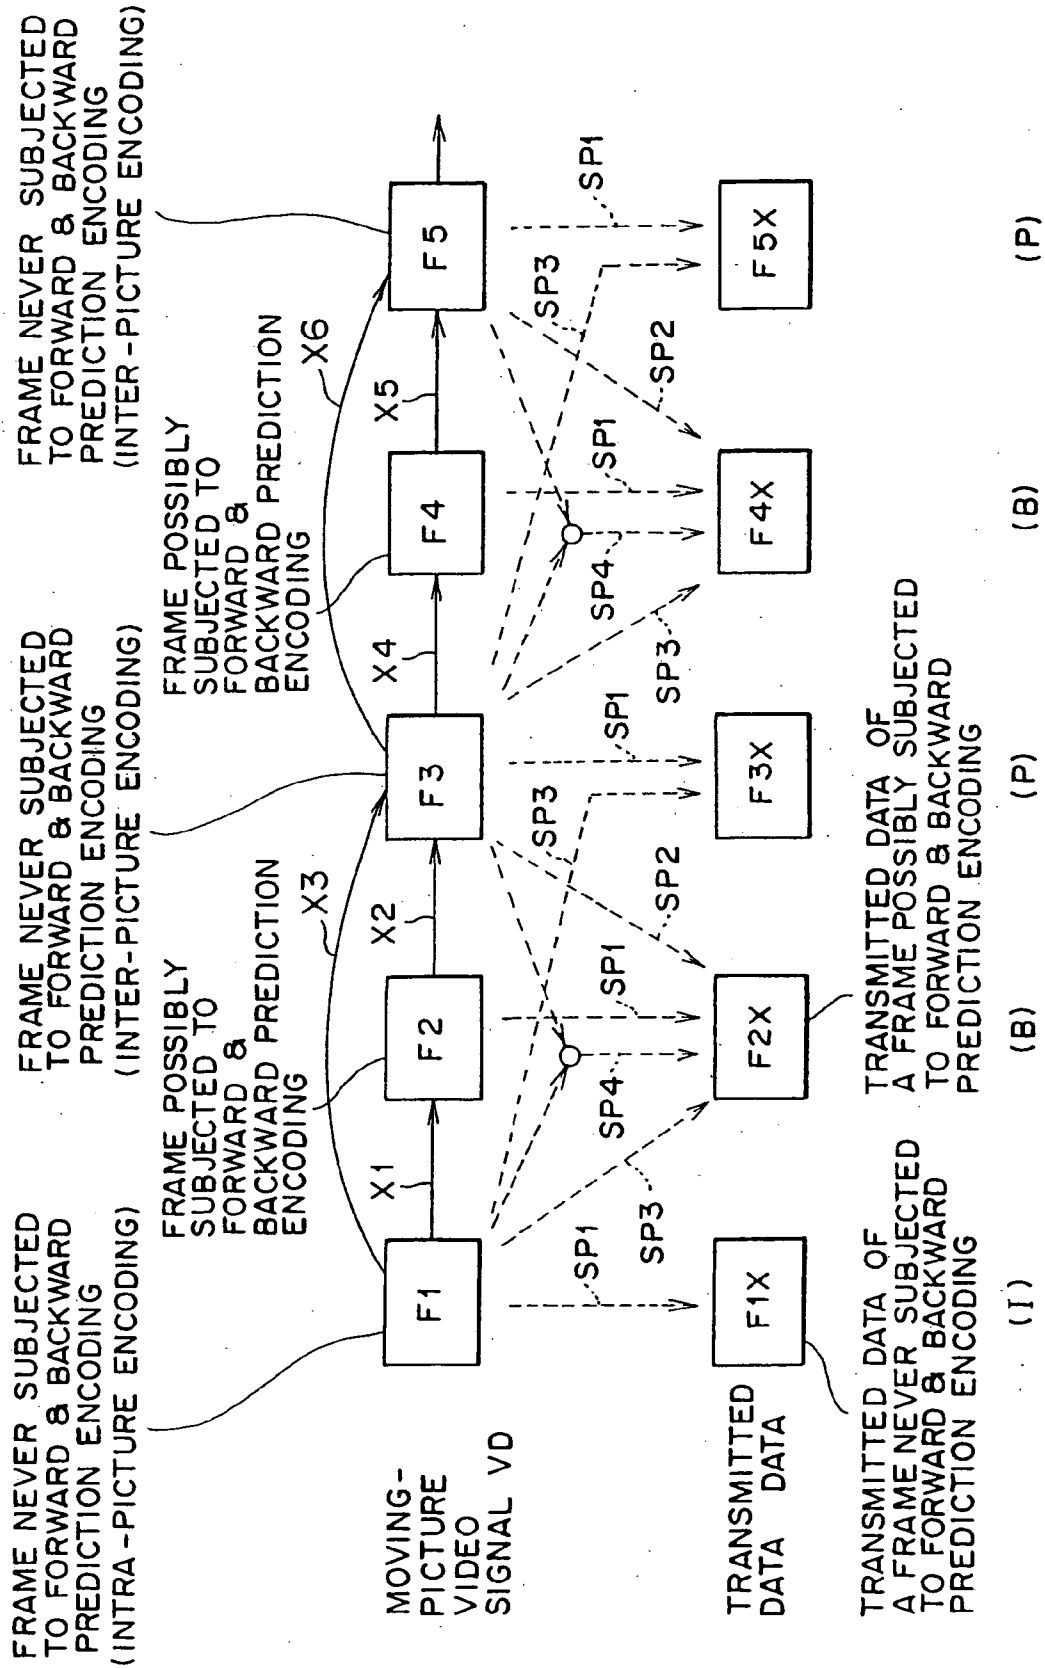 FRAME NEVER SUBJECTED
TO FORWARD & BACKWARD
PREDICTION ENCODING
(INTRA-PICTURE ENCODING)
FRAME NEVER SUBJECTED
TO FORWARD & BACKWARD
PREDICTION ENCODING
(INTER-PICTURE ENCODING)
FRAME NEVER SUBJECTED
TO FORWARD & BACKWARD
PREDICTION ENCODING
(INTER-PICTURE ENCODING)
FRAME POSSIBLY
SUBJECTED TO
FORWARD &
BACKWARD PREDICTION
ENCODING
FRAME POSSIBLY
SUBJECTED TO
FORWARD &
BACKWARD PREDICTION
ENCODING
X3
X6
X1
X2
X4
X5
MOVING-
PICTURE
VIDEO
SIGNAL VD
F1
F2
F3
F4
F5
SP1
SP3
SP4
SP1
SP2
SP3
SP1
SP3
SP4
SP1
SP2
SP3
SP1
TRANSMITTED
DATA DATA
F1X
F2X
F3X
F4X
F5X
TRANSMITTED DATA OF
A FRAME NEVER SUBJECTED
TO FORWARD & BACKWARD
PREDICTION ENCODING
TRANSMITTED DATA OF
A FRAME POSSIBLY SUBJECTED
TO FORWARD & BACKWARD
PREDICTION ENCODING
(I)
(B)
(P)
(B)
(P)